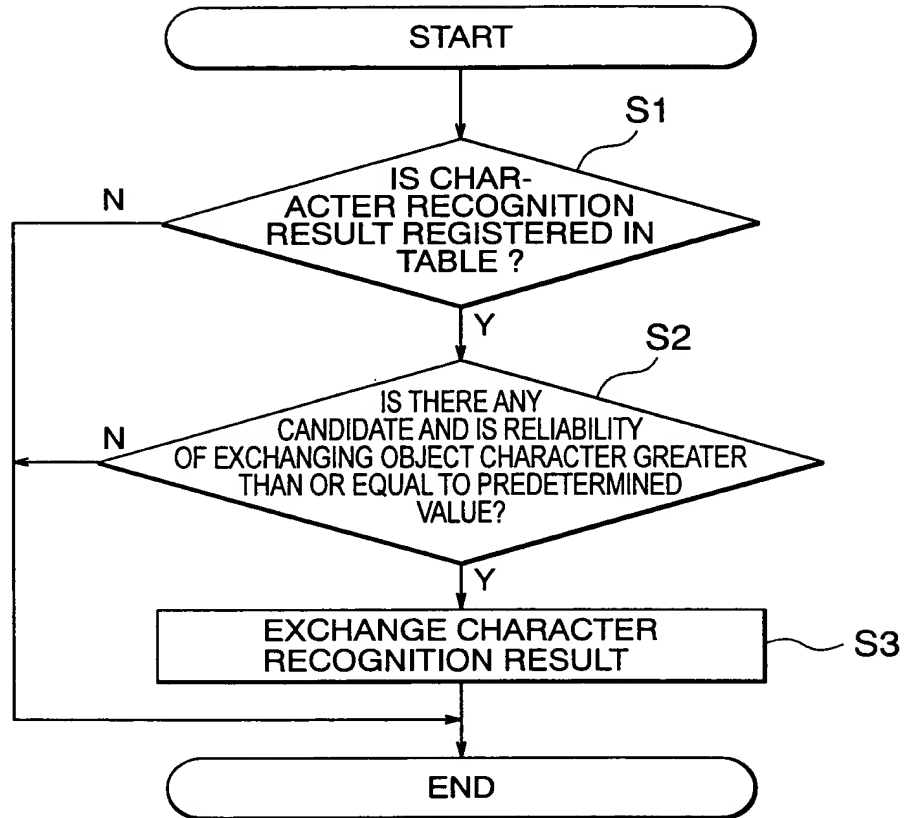 START
S1
IS CHAR-
ACTER RECOGNITION
RESULT REGISTERED IN
TABLE ?
N
Y
S2
IS THERE ANY
CANDIDATE AND IS RELIABILITY
OF EXCHANGING OBJECT CHARACTER GREATER
THAN OR EQUAL TO PREDETERMINED
VALUE?
N
Y
EXCHANGE CHARACTER
RECOGNITION RESULT
S3
END